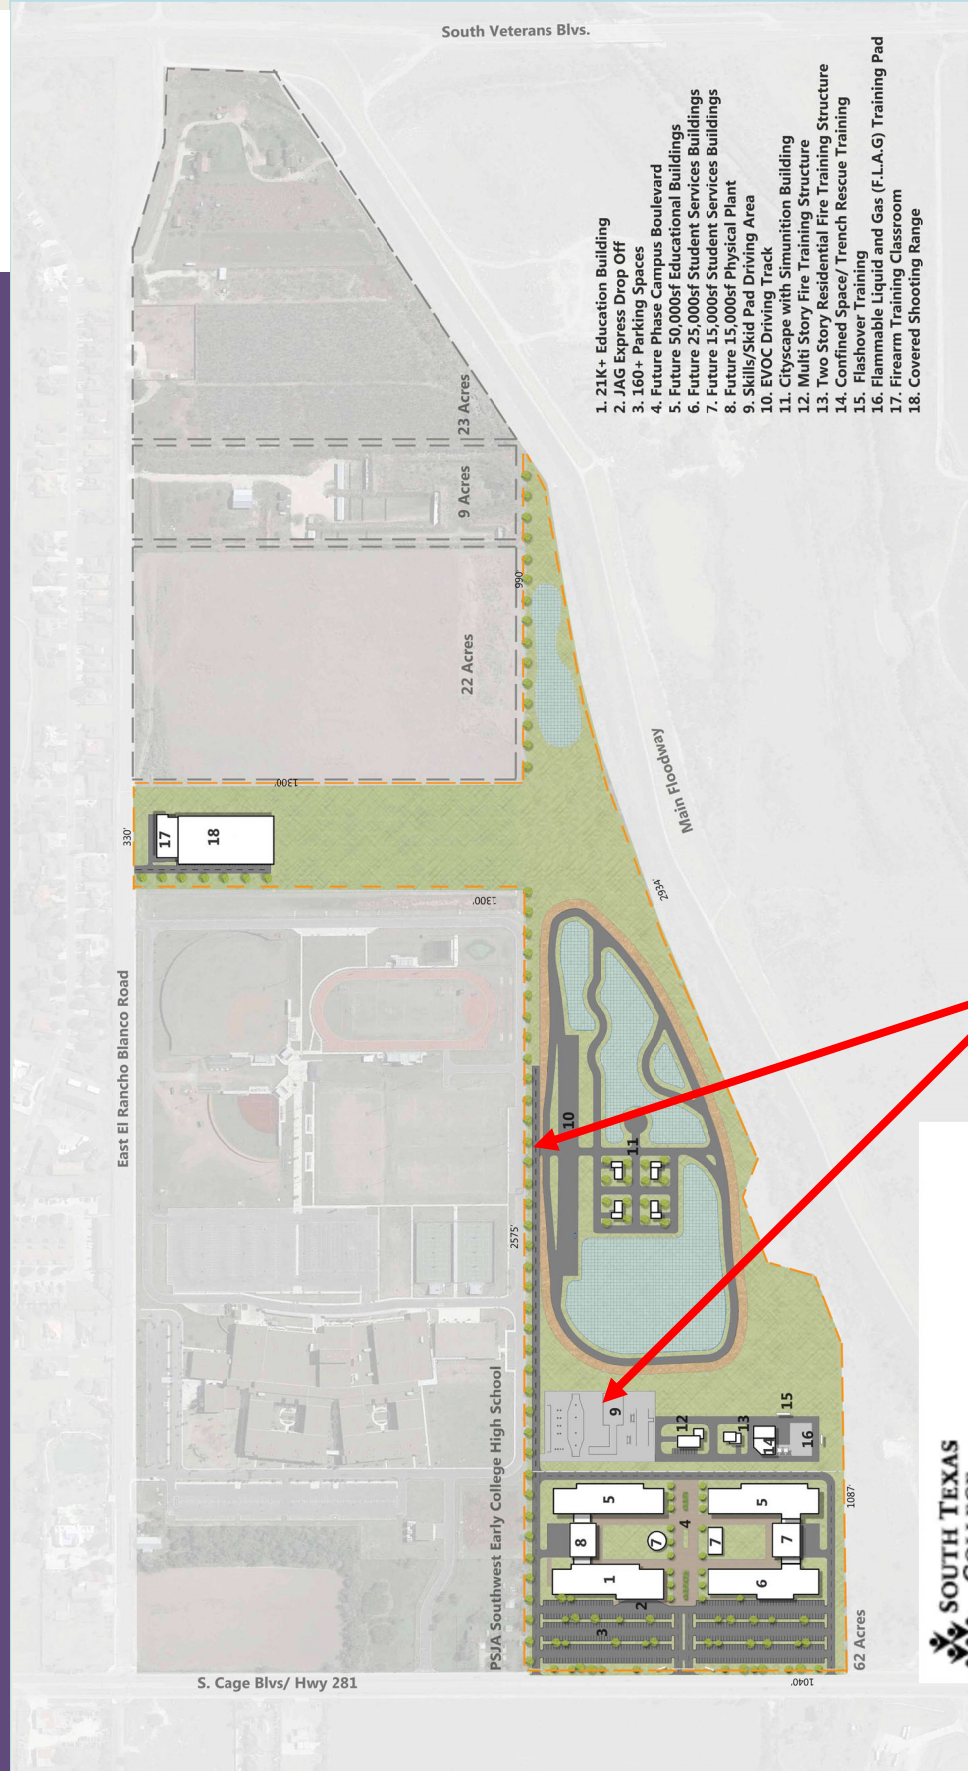 South Veterans Blvs.
1. 21K+ Education Building
2. JAG Express Drop Off
3. 160+ Parking Spaces
4. Future Phase Campus Boulevard
5. Future 50,000sf Educational Buildings
6. Future 25,000sf Student Services Buildings
7. Future 15,000sf Student Services Buildings
8. Future 15,000sf Physical Plant
9. Skills/Skid Pad Driving Area
10. EVOC Driving Track
11. Cityscape with Simunition Building
12. Multi Story Fire Training Structure
13. Two Story Residential Fire Training Structure
14. Confined Space/ Trench Rescue Training
15. Flashover Training
16. Flammable Liquid and Gas (F.L.A.G) Training Pad
17. Firearm Training Classroom
18. Covered Shooting Range
23 Acres
9 Acres
22 Acres
990'
1300'
330'
17
18
Main Floodway
2934'
1300'
East El Rancho Blanco Road
10
11
2575'
PSJA Southwest Early College High School
9
12
13
14
15
16
5
5
4
8
7
7
7
1
6
2
3
1087'
62 Acres
1040'
S. Cage Blvs/ Hwy 281
SOUTH TEXAS